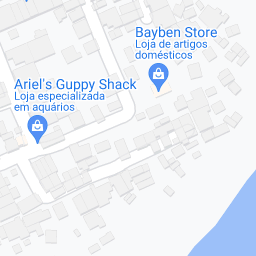 Bayben Store
Loja de artigos
domésticos
Ariel's Guppy Shack
Loja especializada
em aquários